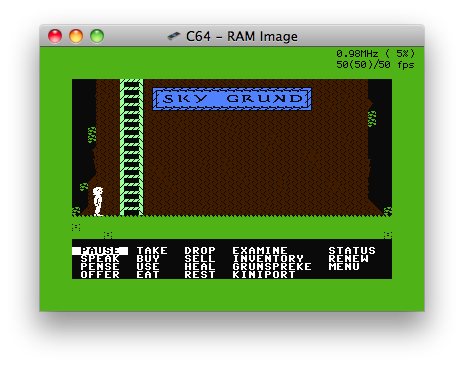 C64 – RAM Image
0.98MHz ( 5%)
50(50)/50 fps
SKY GRUND
PAUSE TAKE DROP EXAMINE STATUS
SPEAK BUY SELL INVENTORY RENEW
PENSE USE HEAL GRUNSPREKE MENU
OFFER EAT REST KINIPORT